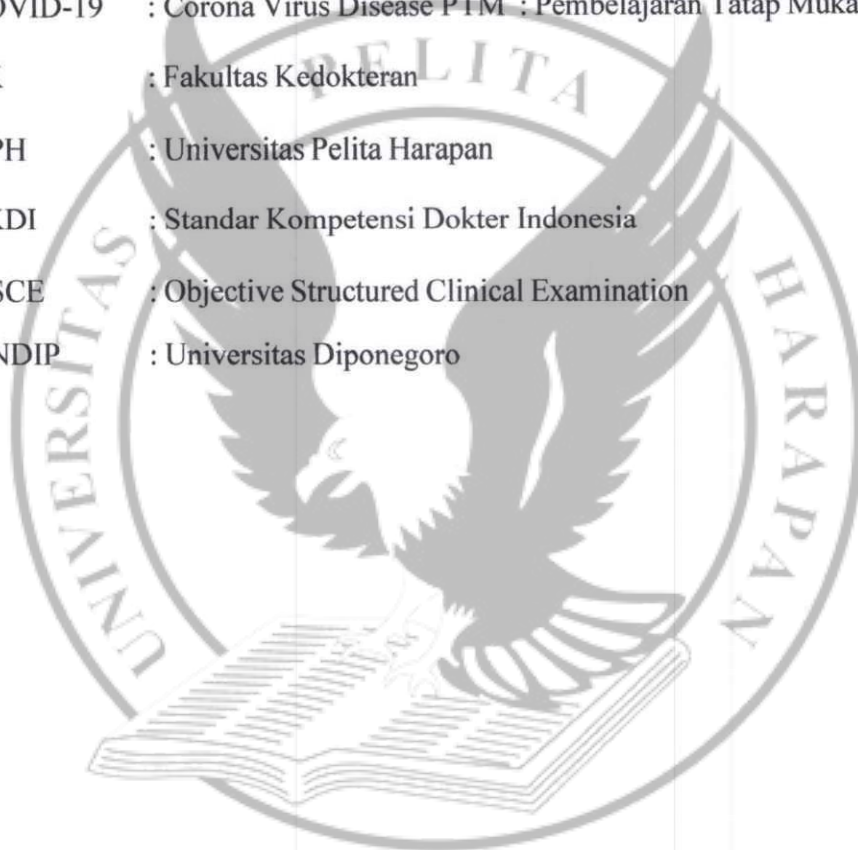 OVID-19 : Corona Virus Disease PTM : Pembelajaran Tatap Muka
: Fakultas Kedokteran
PH : Universitas Pelita Harapan
KDI : Standar Kompetensi Dokter Indonesia
SCE : Objective Structured Clinical Examination
NDIP : Universitas Diponegoro
UNIVERSITAS PELITA HARAPAN